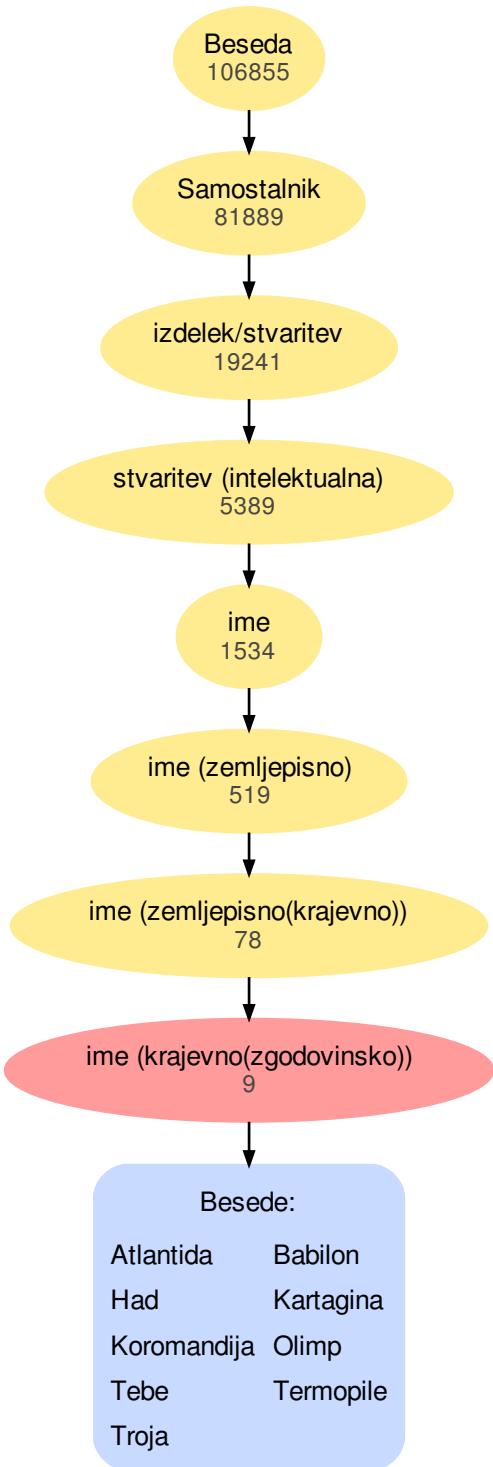 Beseda
106855
Samostalnik
81889
izdelek/stvaritev
19241
stvaritev (intelektualna)
5389
ime
1534
ime (zemljepisno)
519
ime (zemljepisno(krajevno))
78
ime (krajevno(zgodovinsko))
9
Besede:
Atlantida Babilon
Had Kartagina
Koromandija Olimp
Tebe Termopile
Troja